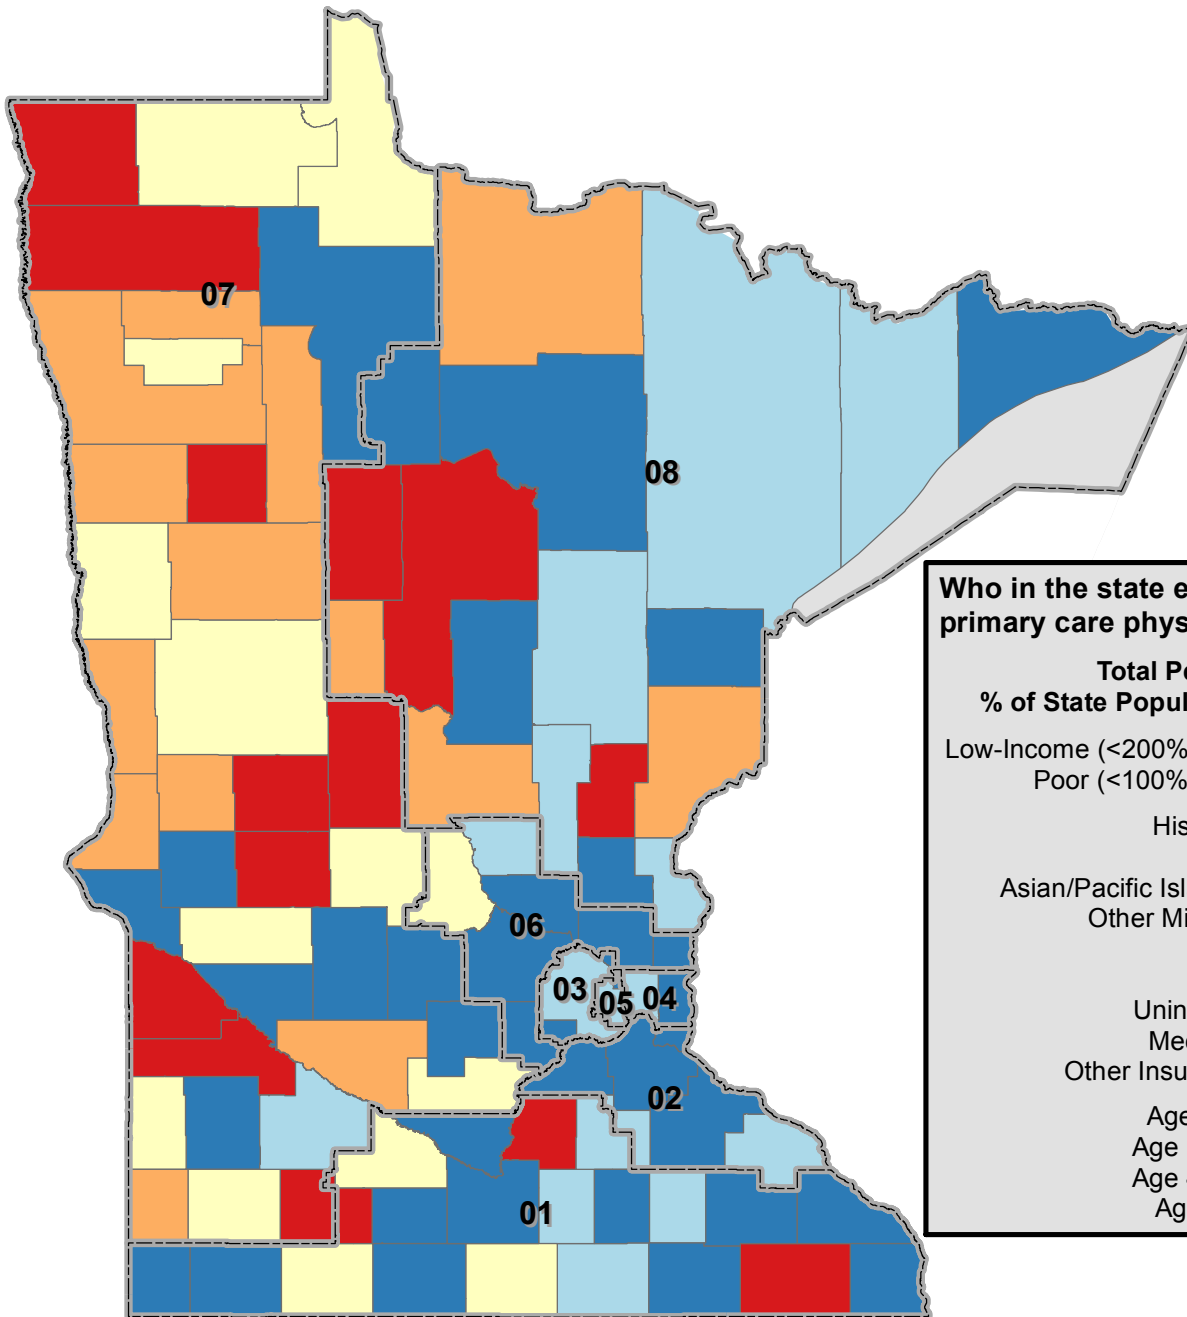 07
08
Who in the state e
primary care phys
Total Po
% of State Popul
Low-Income (<200%
Poor (<100%
His
Asian/Pacific Isl
Other Mi
06
03
05
04
Unin
Med
Other Insu
02
Age
Age
Age
Ag
01